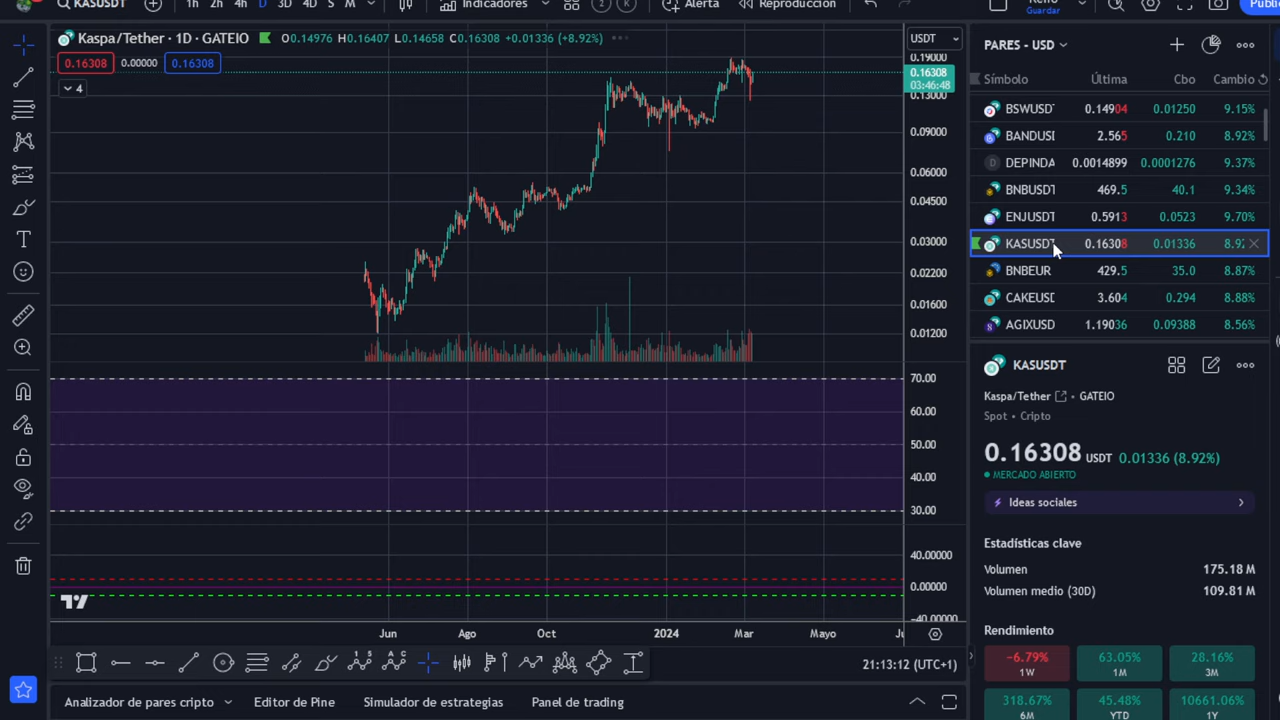 KASUSDT
1h 2h 4h D 3D 4D S M
Indicadores
Alerta
Reproducción
Guardar
Kaspa/Tether · 1D · GATEIO
O0.14976 H0.16407 L0.14658 C0.16308 +0.01336 (+8.92%)
0.16308 0.00000 0.16308
4
USDT
0.19000
0.16308
03:46:48
0.13000
0.09000
0.06000
0.04500
0.03000
0.02200
0.01600
0.01200
70.00
60.00
50.00
40.00
30.00
40.00000
0.00000
-40.00000
Jun Ago Oct 2024 Mar Mayo
21:13:12 (UTC+1)
Analizador de pares cripto Editor de Pine Simulador de estrategias Panel de trading
PARES - USD
Símbolo Última Cbo Cambio
BSWUSDT 0.14904 0.01250 9.15%
BANDUSI 2.565 0.210 8.92%
DEPINDA 0.0014899 0.0001276 9.37%
BNBUSDT 469.5 40.1 9.34%
ENJUSDT 0.5913 0.0523 9.70%
KASUSDT 0.16308 0.01336 8.92
BNBEUR 429.5 35.0 8.87%
CAKEUSD 3.604 0.294 8.88%
AGIXUSD 1.19036 0.09388 8.56%
KASUSDT
Kaspa/Tether · GATEIO
Spot · Cripto
0.16308 USDT 0.01336 (8.92%)
MERCADO ABIERTO
Ideas sociales
Estadísticas clave
Volumen 175.18 M
Volumen medio (30D) 109.81 M
Rendimiento
−6.79% 63.05% 28.16%
1W 1M 3M
318.67% 45.48% 10661.06%
6M YTD 1Y